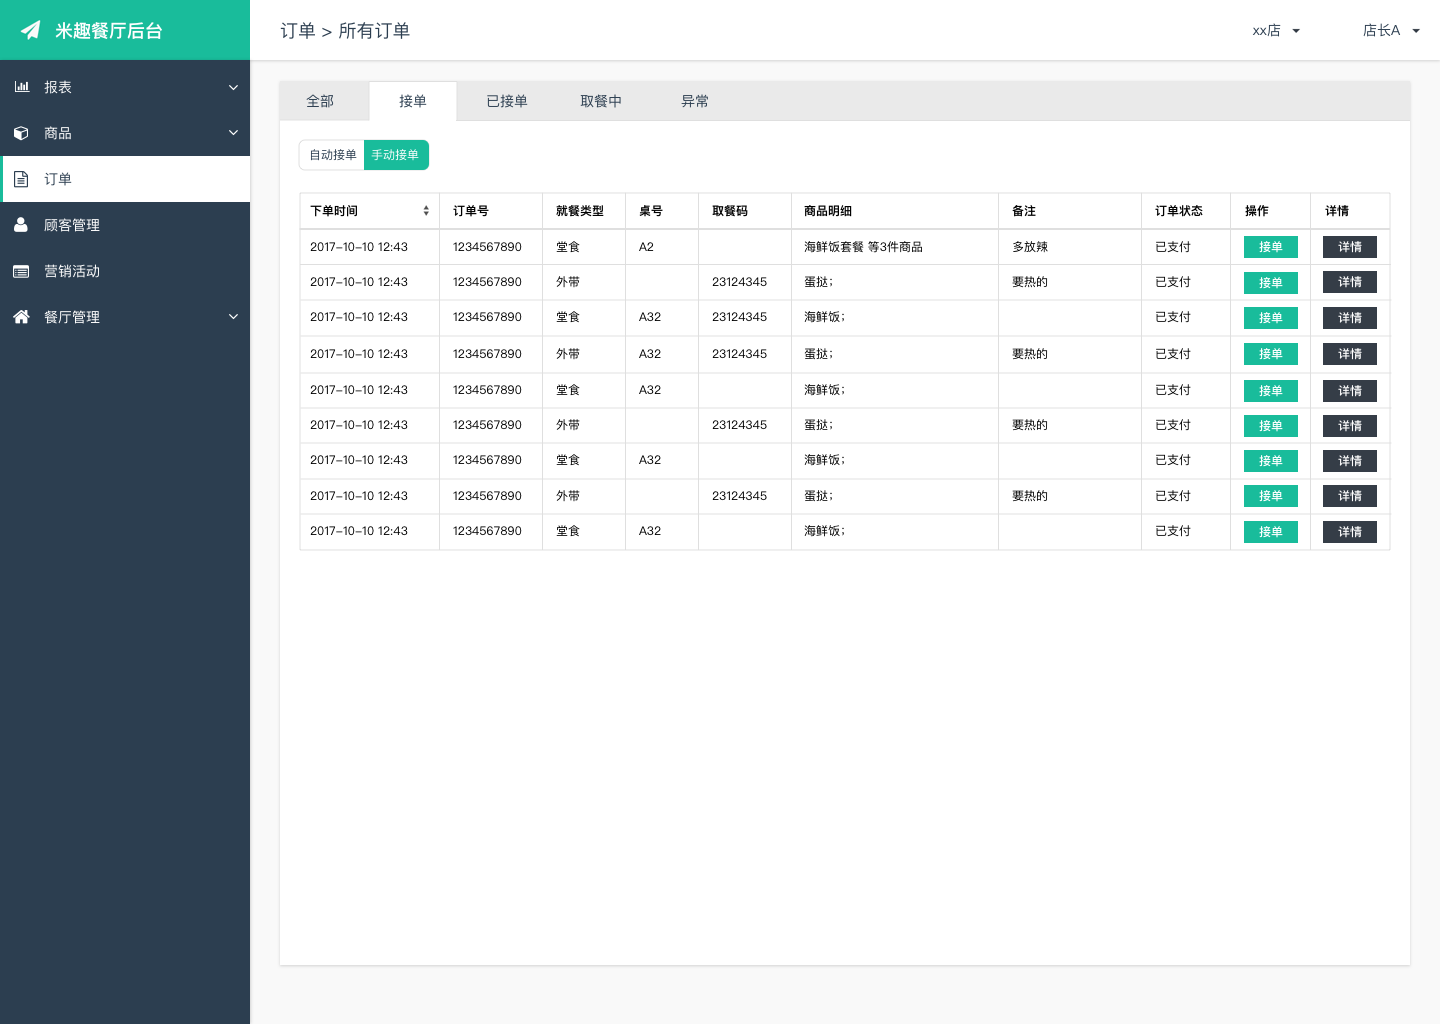 米趣餐厅后台
订单 > 所有订单
xx店
店长A
报表
商品
订单
顾客管理
营销活动
餐厅管理
全部 接单 已接单 取餐中 异常
自动接单 手动接单
下单时间 订单号 就餐类型 桌号 取餐码 商品明细 备注 订单状态 操作 详情
2017-10-10 12:43 1234567890 堂食 A2 海鲜饭套餐 等3件商品 多放辣 已支付 接单 详情
2017-10-10 12:43 1234567890 外带 23124345 蛋挞; 要热的 已支付 接单 详情
2017-10-10 12:43 1234567890 堂食 A32 23124345 海鲜饭; 已支付 接单 详情
2017-10-10 12:43 1234567890 外带 A32 23124345 蛋挞; 要热的 已支付 接单 详情
2017-10-10 12:43 1234567890 堂食 A32 海鲜饭; 已支付 接单 详情
2017-10-10 12:43 1234567890 外带 23124345 蛋挞; 要热的 已支付 接单 详情
2017-10-10 12:43 1234567890 堂食 A32 海鲜饭; 已支付 接单 详情
2017-10-10 12:43 1234567890 外带 23124345 蛋挞; 要热的 已支付 接单 详情
2017-10-10 12:43 1234567890 堂食 A32 海鲜饭; 已支付 接单 详情